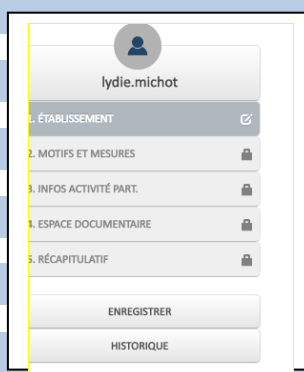 lydie.michot
1. ÉTABLISSEMENT
2. MOTIFS ET MESURES
3. INFOS ACTIVITÉ PART.
4. ESPACE DOCUMENTAIRE
5. RÉCAPITULATIF
ENREGISTRER
HISTORIQUE